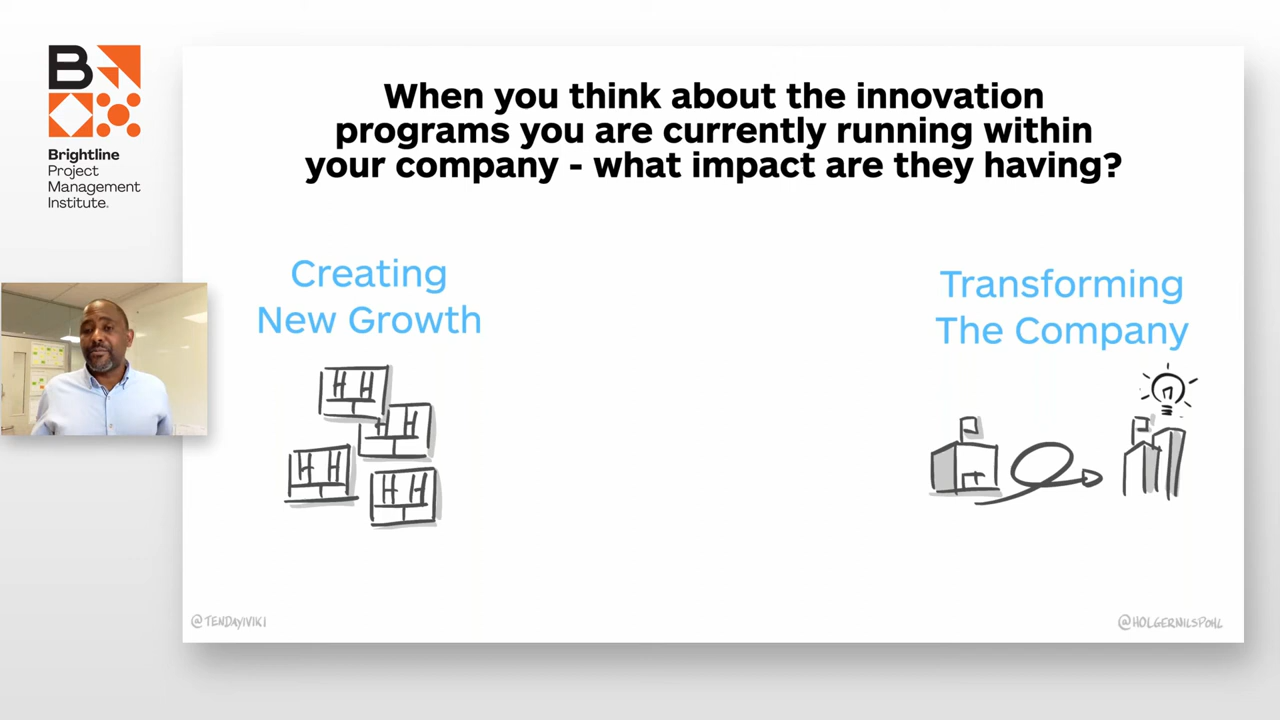 B
Brightline
Project
Management
Institute.
When you think about the innovation
programs you are currently running within
your company - what impact are they having?
Creating
New Growth
Transforming
The Company
@TENDAYIVIKI
@HOLGERNILSPOHL